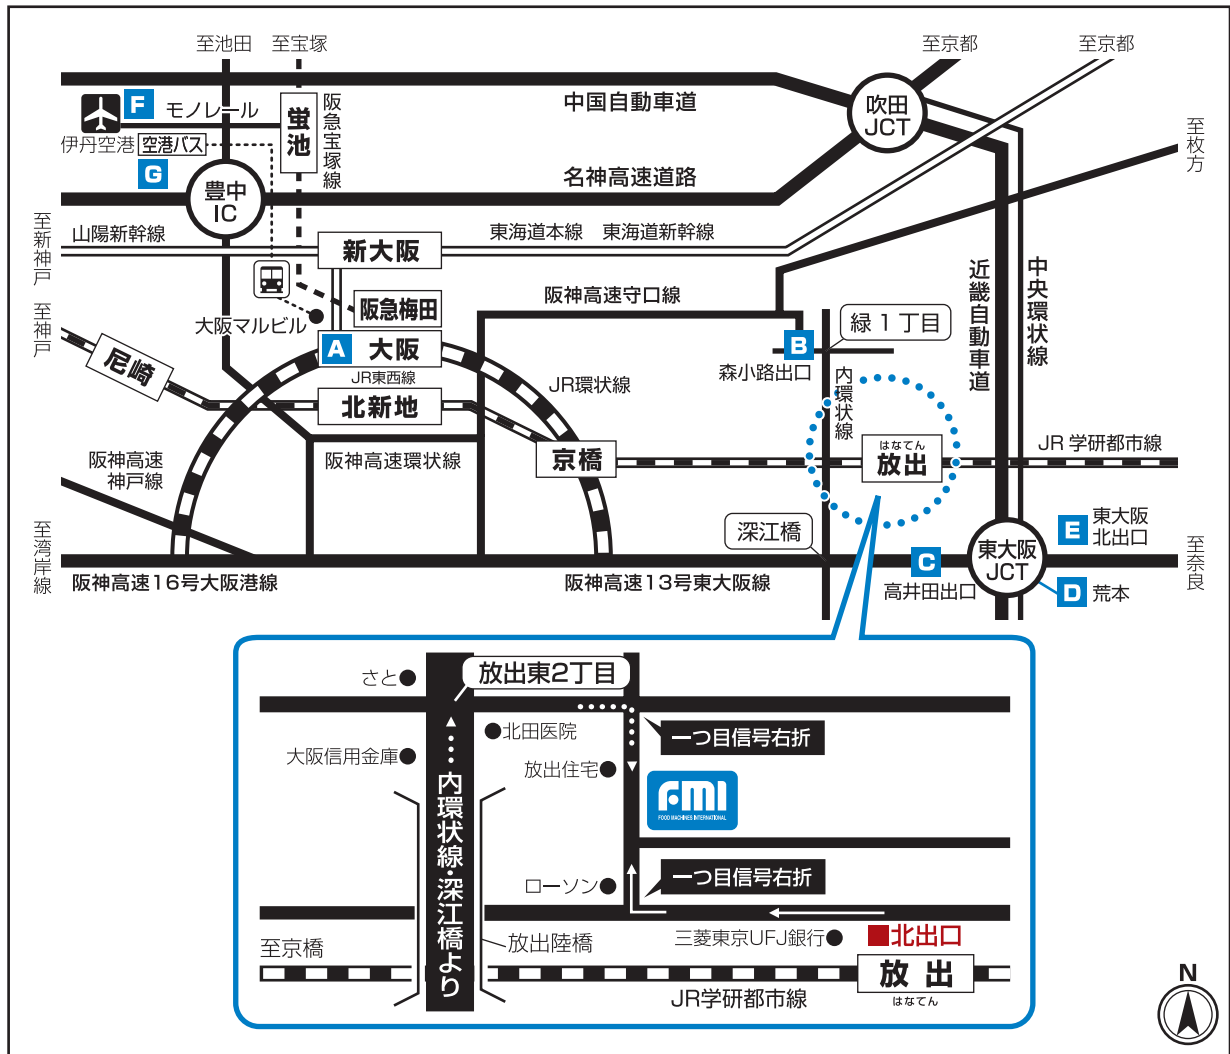 至池田
至宝塚
至京都
至京都
F
モノレール
伊丹空港
空港バス
G
蛍池
阪急宝塚線
中国自動車道
吹田
JCT
至枚方
豊中
IC
名神高速道路
至新神戸
山陽新幹線
新大阪
東海道本線
東海道新幹線
近畿自動車道
中央環状線
至神戸
大阪マルビル
阪急梅田
阪神高速守口線
緑1丁目
A
大阪
B
森小路出口
尼崎
JR東西線
JR環状線
内環状線
北新地
はなてん
放出
JR学研都市線
阪神高速
神戸線
阪神高速環状線
京橋
至湾岸線
深江橋
E
東大阪
北出口
至奈良
C
高井田出口
東大阪
JCT
D
荒本
阪神高速16号大阪港線
阪神高速13号東大阪線
さと
放出東2丁目
北田医院
一つ目信号右折
大阪信用金庫
放出住宅
FMI
FOOD MACHINES INTERNATIONAL
内環状線・深江橋より
ローソン
一つ目信号右折
至京橋
放出陸橋
三菱東京UFJ銀行
北出口
放出
はなてん
JR学研都市線
N